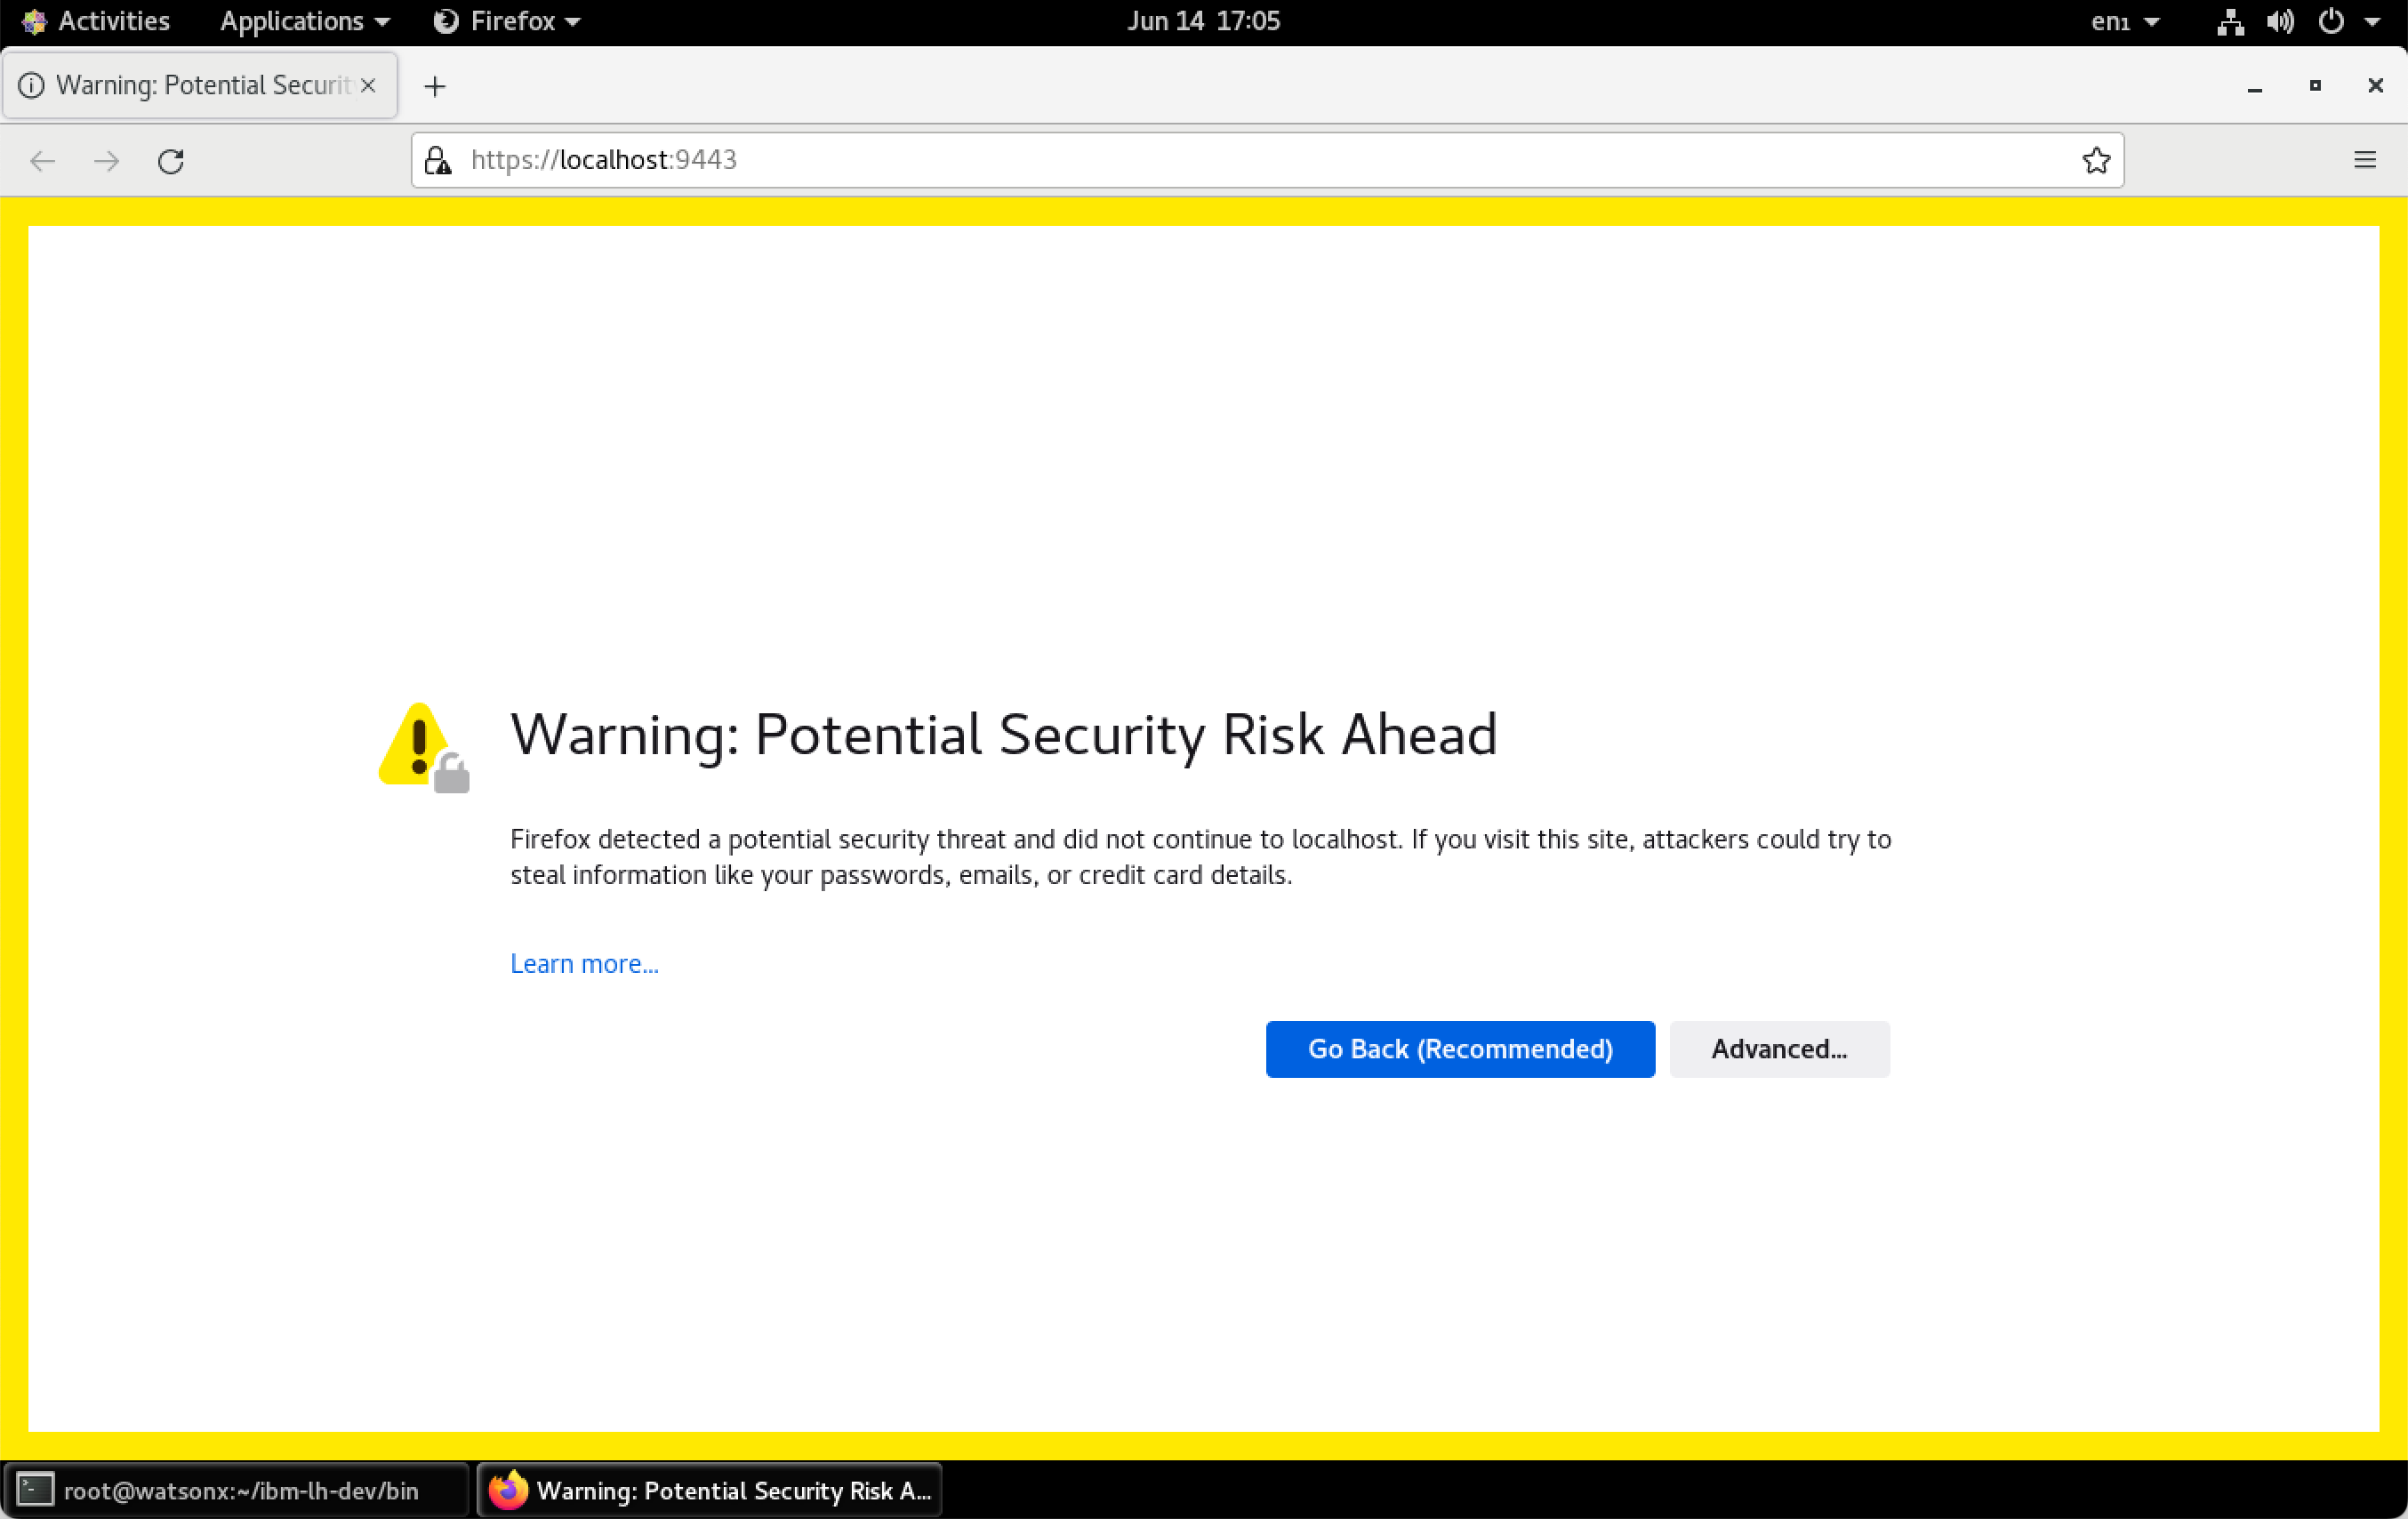 Activities Applications Firefox Jun 14 17:05 en1
Warning: Potential Securit
https://localhost:9443
Warning: Potential Security Risk Ahead
Firefox detected a potential security threat and did not continue to localhost. If you visit this site, attackers could try to
steal information like your passwords, emails, or credit card details.
Learn more...
Go Back (Recommended) Advanced...
root@watsonx:~/ibm-lh-dev/bin Warning: Potential Security Risk A...